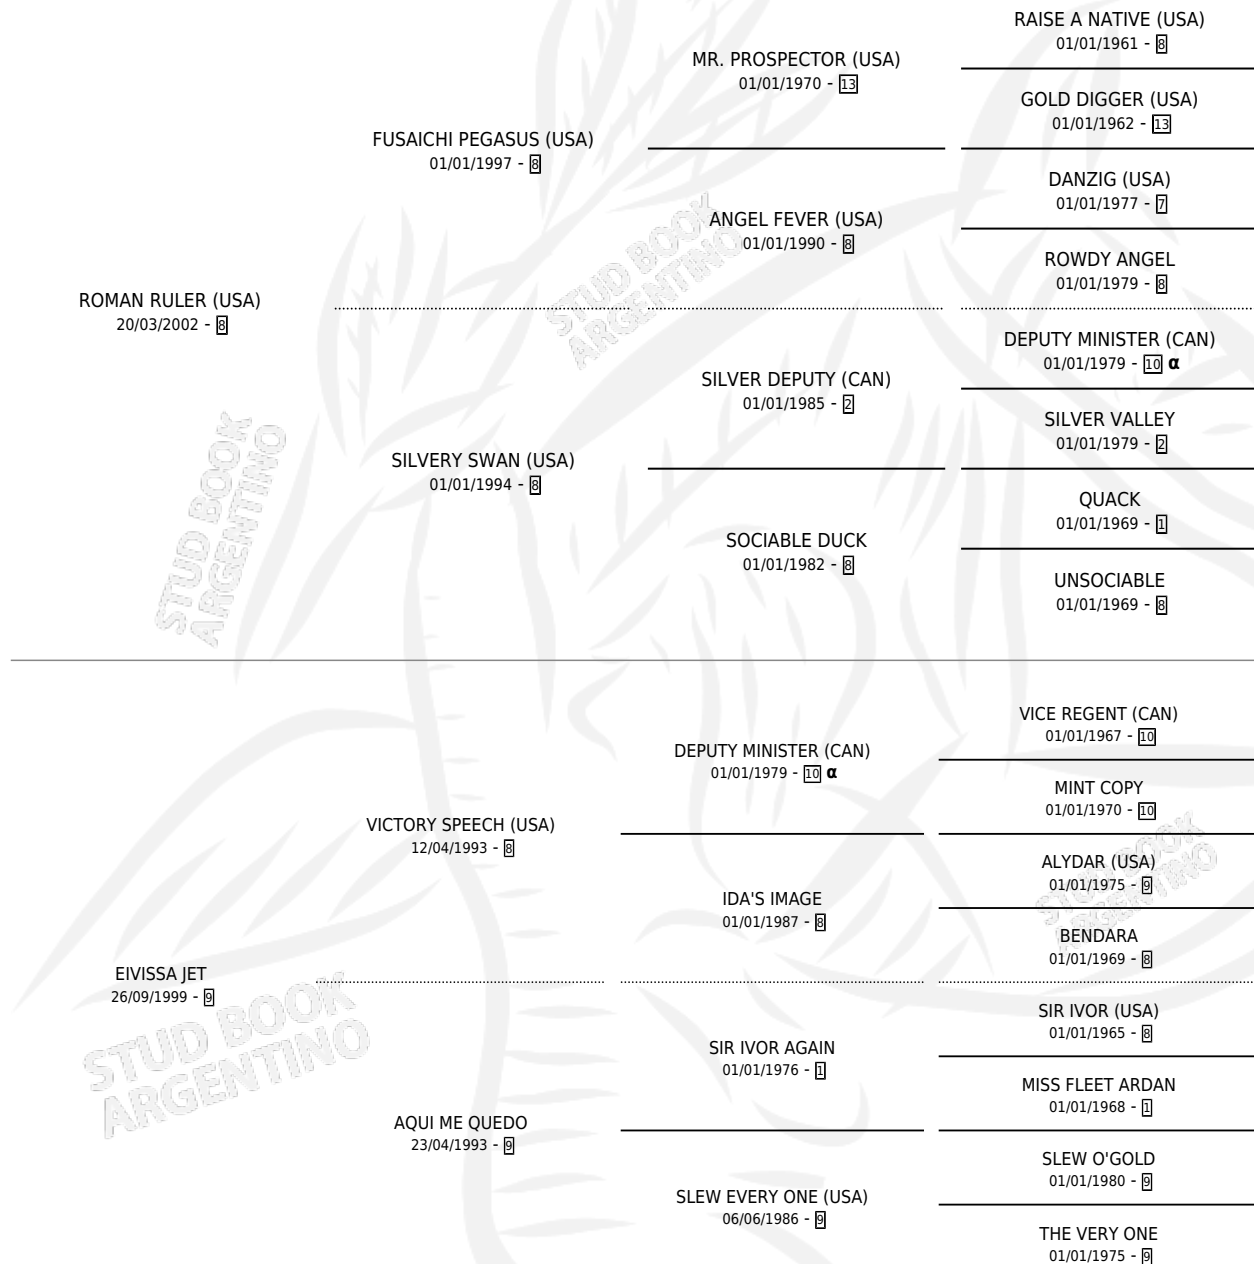 RAISE A NATIVE (USA)
01/01/1961 - 8
MR. PROSPECTOR (USA)
01/01/1970 - 13
GOLD DIGGER (USA)
01/01/1962 - 13
FUSAICHI PEGASUS (USA)
01/01/1997 - 8
DANZIG (USA)
01/01/1977 - 7
ANGEL FEVER (USA)
01/01/1990 - 8
ROWDY ANGEL
01/01/1979 - 8
STUD BOOK
ARGENTINO
ROMAN RULER (USA)
20/03/2002 - 8
DEPUTY MINISTER (CAN)
01/01/1979 - 10 α
SILVER DEPUTY (CAN)
01/01/1985 - 2
SILVER VALLEY
01/01/1979 - 2
SILVERY SWAN (USA)
01/01/1994 - 8
QUACK
01/01/1969 - 1
SOCIABLE DUCK
01/01/1982 - 8
UNSOCIABLE
01/01/1969 - 8
STUD BOOK
ARGENTINO
VICE REGENT (CAN)
01/01/1967 - 10
DEPUTY MINISTER (CAN)
01/01/1979 - 10 α
MINT COPY
01/01/1970 - 10
VICTORY SPEECH (USA)
12/04/1993 - 8
ALYDAR (USA)
01/01/1975 - 9
IDA'S IMAGE
01/01/1987 - 8
BENDARA
01/01/1969 - 8
STUD BOOK
ARGENTINO
EIVISSA JET
26/09/1999 - 9
SIR IVOR (USA)
01/01/1965 - 8
SIR IVOR AGAIN
01/01/1976 - 1
MISS FLEET ARDAN
01/01/1968 - 1
AQUI ME QUEDO
23/04/1993 - 9
SLEW O'GOLD
01/01/1980 - 9
SLEW EVERY ONE (USA)
06/06/1986 - 9
THE VERY ONE
01/01/1975 - 9
STUD BOOK
ARGENTINO